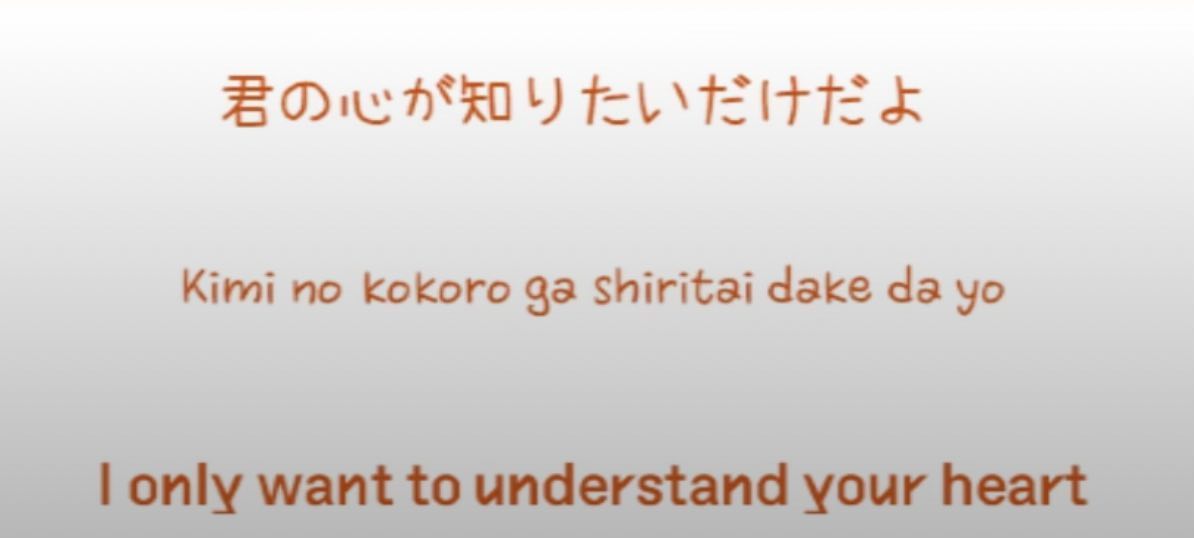 君の心が知りたいだけだよ
Kimi no kokoro ga shiritai dake da yo
I only want to understand your heart